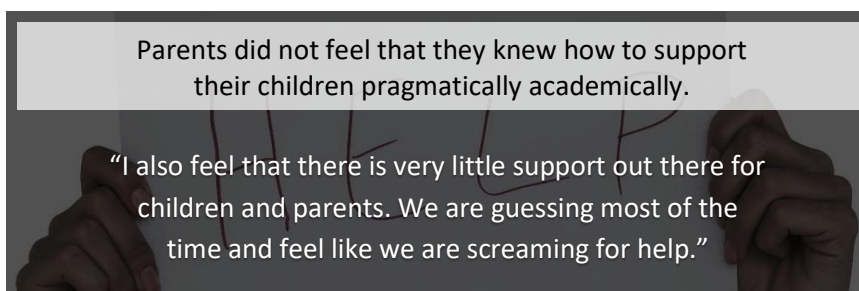 Parents did not feel that they knew how to support
their children pragmatically academically.
HELP
“I also feel that there is very little support out there for
children and parents. We are guessing most of the
time and feel like we are screaming for help.”